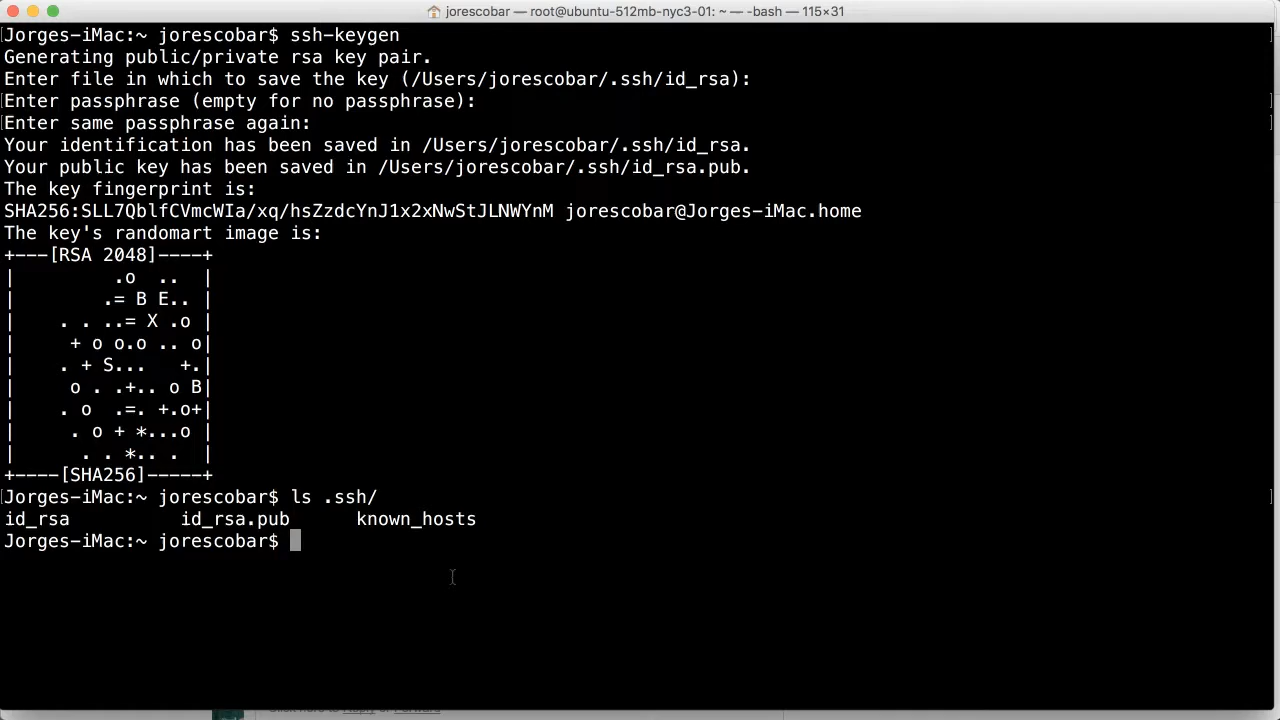 jorescobar — root@ubuntu-512mb-nyc3-01: ~ — -bash — 115×31
[Jorges-iMac:~ jorescobar$ ssh-keygen ]
Generating public/private rsa key pair.
Enter file in which to save the key (/Users/jorescobar/.ssh/id_rsa):
[Enter passphrase (empty for no passphrase): ]
[Enter same passphrase again: ]
Your identification has been saved in /Users/jorescobar/.ssh/id_rsa.
Your public key has been saved in /Users/jorescobar/.ssh/id_rsa.pub.
The key fingerprint is:
SHA256:SLL7QblfCVmcWIa/xq/hsZzdcYnJ1x2xNwStJLNWYnM jorescobar@Jorges-iMac.home
The key's randomart image is:
+---[RSA 2048]----+
|         .o  ..  |
|        .= B E.. |
|    . . ..= X .o |
|     + o o.o .. o|
|    . + S...   +.|
|     o . .+.. o B|
|    . o  .=. +.o+|
|     . o + *...o |
|      . . *.. .  |
+----[SHA256]-----+
[Jorges-iMac:~ jorescobar$ ls .ssh/ ]
id_rsa          id_rsa.pub      known_hosts
Jorges-iMac:~ jorescobar$